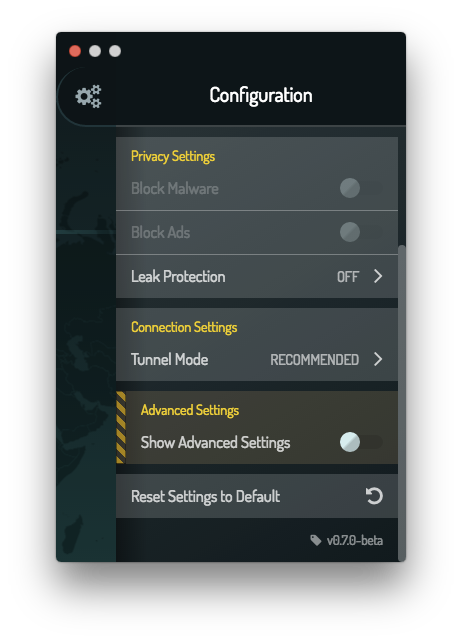 Configuration
Privacy Settings
Block Malware
Block Ads
Leak Protection OFF
Connection Settings
Tunnel Mode RECOMMENDED
Advanced Settings
Show Advanced Settings
Reset Settings to Default
v0.7.0-beta